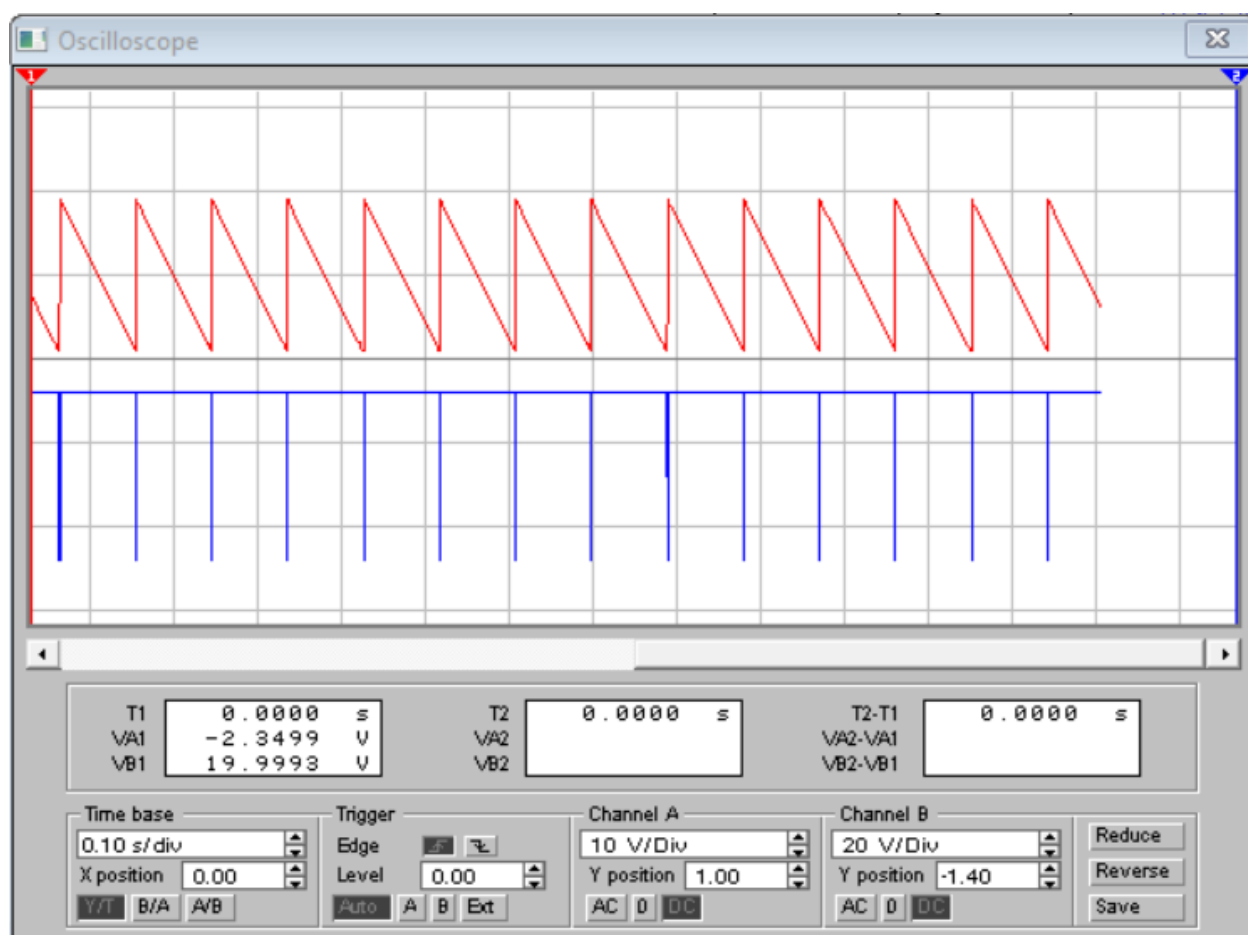 Oscilloscope
1 2
T1 0.0000 s T2 0.0000 s T2-T1 0.0000 s
VA1 -2.3499 V VA2 VA2-VA1
VB1 19.9993 V VB2 VB2-VB1
Time base Trigger Channel A Channel B
0.10 s/div Edge 10 V/Div 20 V/Div Reduce
X position 0.00 Level 0.00 Y position 1.00 Y position -1.40 Reverse
Y/T B/A A/B Auto A B Ext AC 0 DC AC 0 DC Save